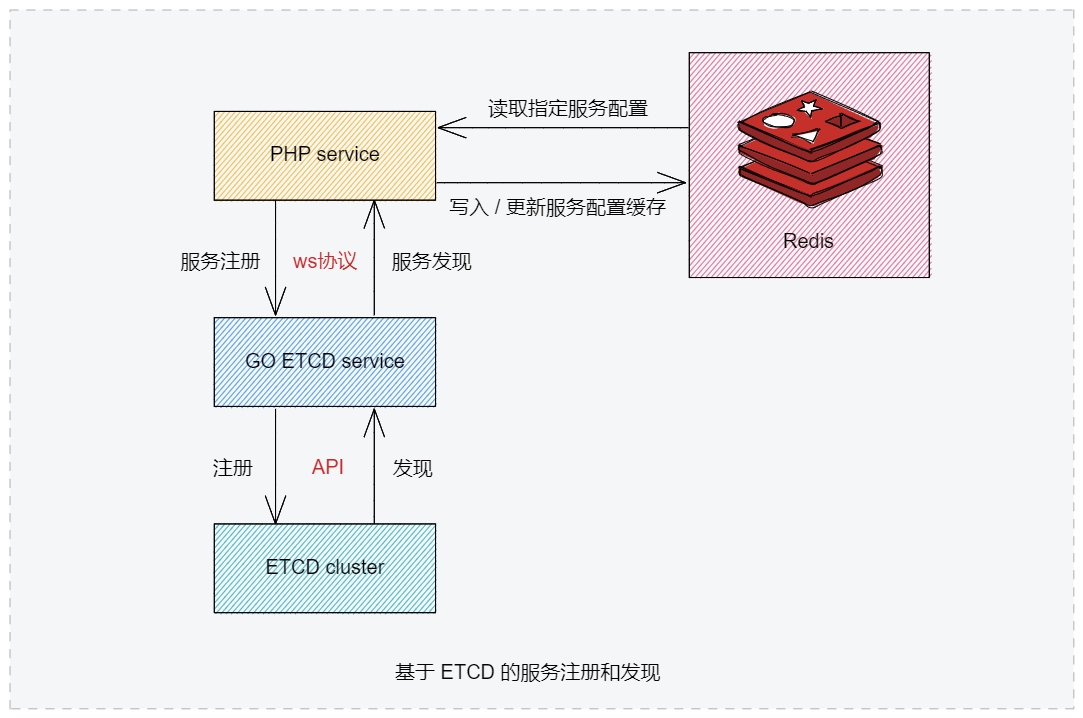 读取指定服务配置
PHP service
写入 / 更新服务配置缓存
Redis
服务注册
ws协议
服务发现
GO ETCD service
注册
API
发现
ETCD cluster
基于 ETCD 的服务注册和发现